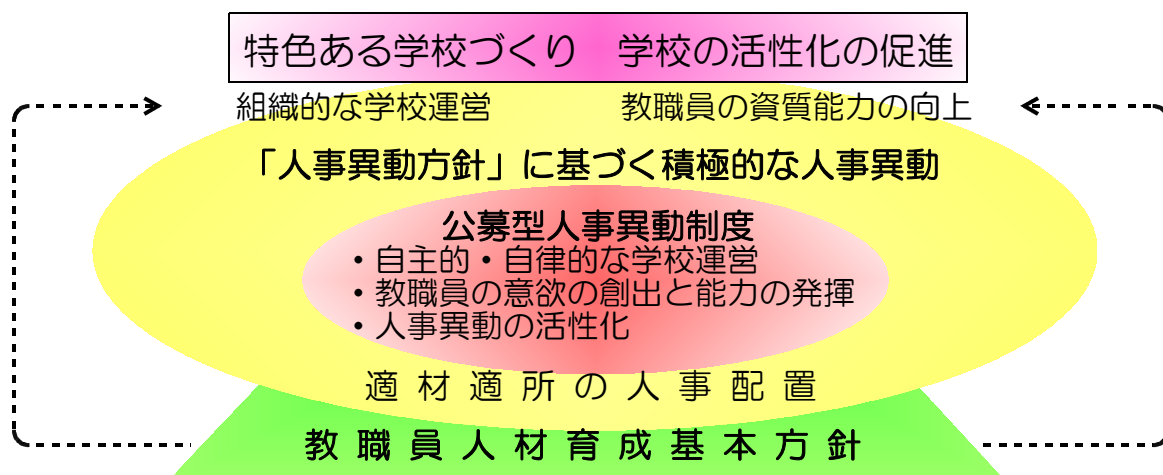 特色ある学校づくり　学校の活性化の促進
組織的な学校運営　教職員の資質能力の向上
「人事異動方針」に基づく積極的な人事異動
公募型人事異動制度
・自主的・自律的な学校運営
・教職員の意欲の創出と能力の発揮
・人事異動の活性化
適材適所の人事配置
教職員人材育成基本方針